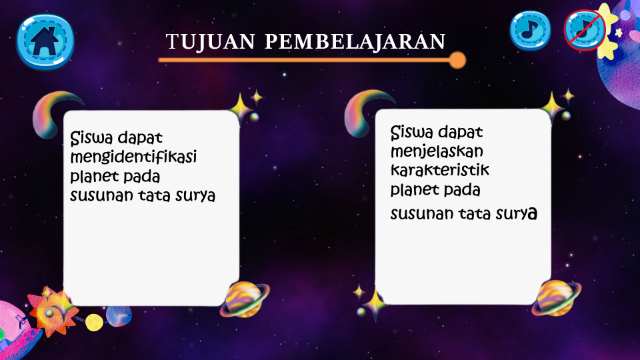 TUJUAN PEMBELAJARAN
Siswa dapat
mengidentifikasi
planet pada
susunan tata surya
Siswa dapat
menjelaskan
karakteristik
planet pada
susunan tata surya